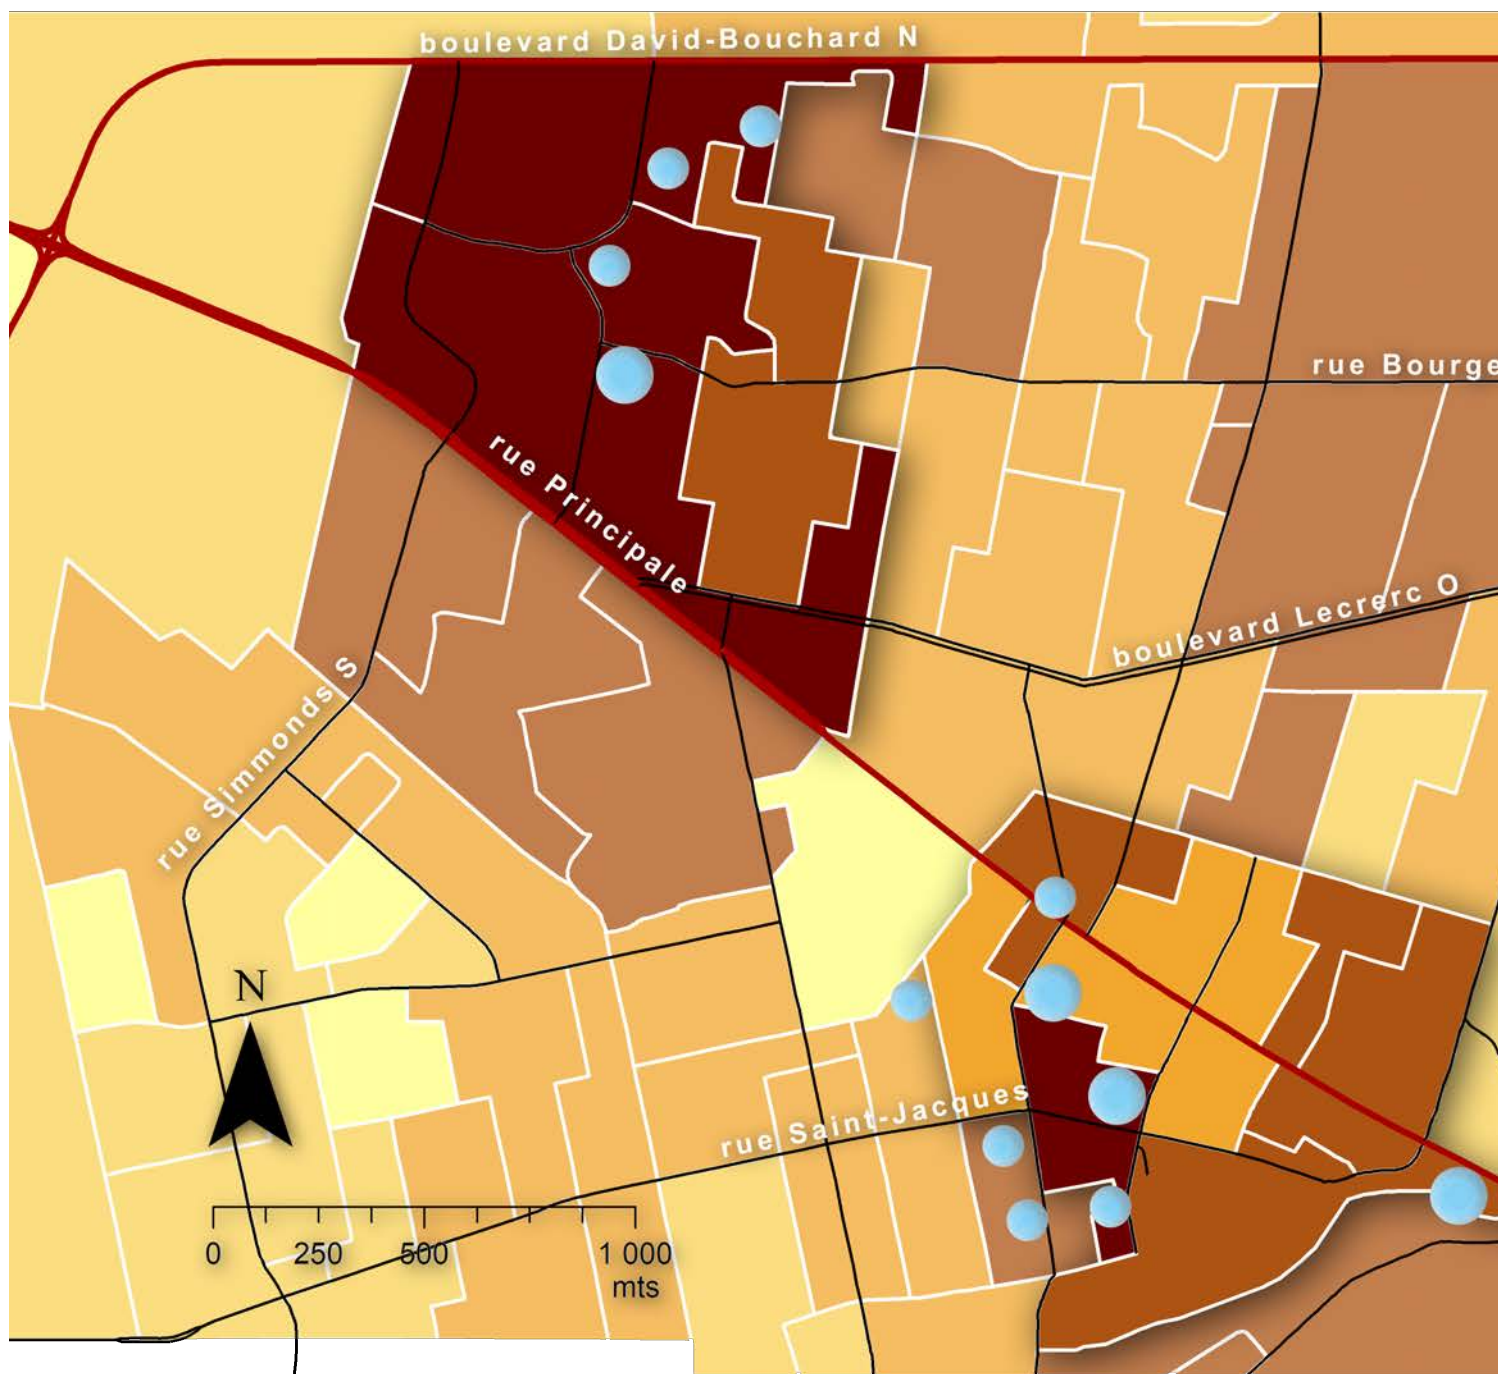 boulevard David-Bouchard N
rue Bourge
rue Principale
boulevard Lecrerc O
rue Simmonds S
N
rue Saint-Jacques
0 250 500 1 000
mts